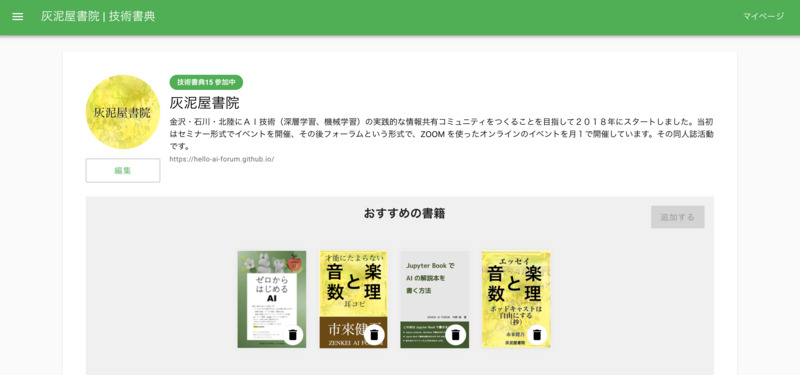 灰泥屋書院 | 技術書典
マイページ
技術書典15 参加中
灰泥屋書院
灰泥屋書院
金沢・石川・北陸にＡＩ技術（深層学習、機械学習）の実践的な情報共有コミュニティをつくることを目指して２０１８年にスタートしました。当初
はセミナー形式でイベントを開催、その後フォーラムという形式で、ZOOM を使ったオンラインのイベントを月１で開催しています。その同人誌活動
です。
https://hello-ai-forum.github.io/
編集
おすすめの書籍
追加する
ゼロから
はじめる
AI
才能にたよらない
音楽と数理
耳コピ
市來健吾
ZENKEI AI FORUM
Jupyter Book で
AI の解説本を
書く方法
エッセイ
音楽と数理
ポッドキャストは
自由にする
（抄）
市來健吾
灰泥屋書院